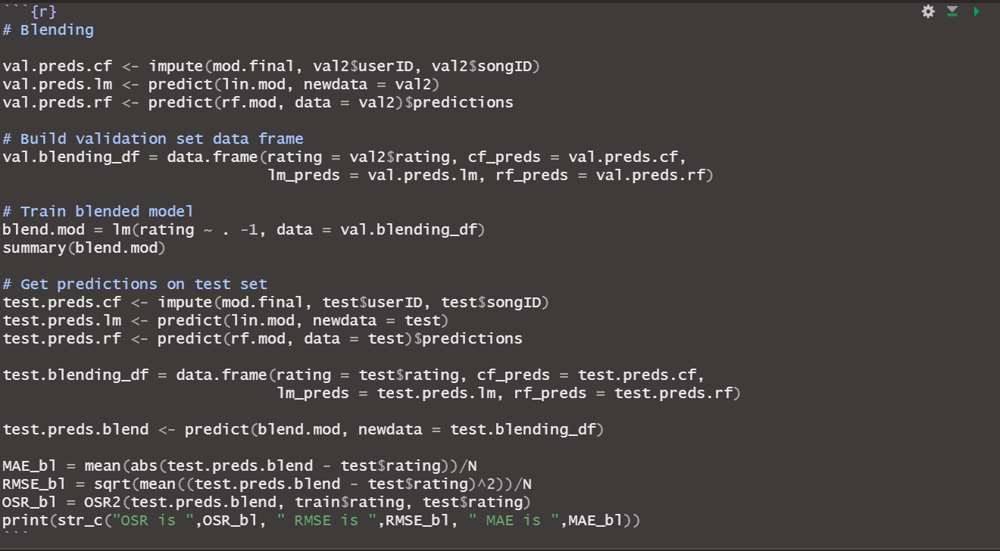 ```{r}
# Blending
val.preds.cf <- impute(mod.final, val2$userID, val2$songID)
val.preds.lm <- predict(lin.mod, newdata = val2)
val.preds.rf <- predict(rf.mod, data = val2)$predictions
# Build validation set data frame
val.blending_df = data.frame(rating = val2$rating, cf_preds = val.preds.cf,
lm_preds = val.preds.lm, rf_preds = val.preds.rf)
# Train blended model
blend.mod = lm(rating ~ . -1, data = val.blending_df)
summary(blend.mod)
# Get predictions on test set
test.preds.cf <- impute(mod.final, test$userID, test$songID)
test.preds.lm <- predict(lin.mod, newdata = test)
test.preds.rf <- predict(rf.mod, data = test)$predictions
test.blending_df = data.frame(rating = test$rating, cf_preds = test.preds.cf,
lm_preds = test.preds.lm, rf_preds = test.preds.rf)
test.preds.blend <- predict(blend.mod, newdata = test.blending_df)
MAE_bl = mean(abs(test.preds.blend - test$rating))/N
RMSE_bl = sqrt(mean((test.preds.blend - test$rating)^2))/N
OSR_bl = OSR2(test.preds.blend, train$rating, test$rating)
print(str_c("OSR is ",OSR_bl, " RMSE is ",RMSE_bl, " MAE is ",MAE_bl))
```